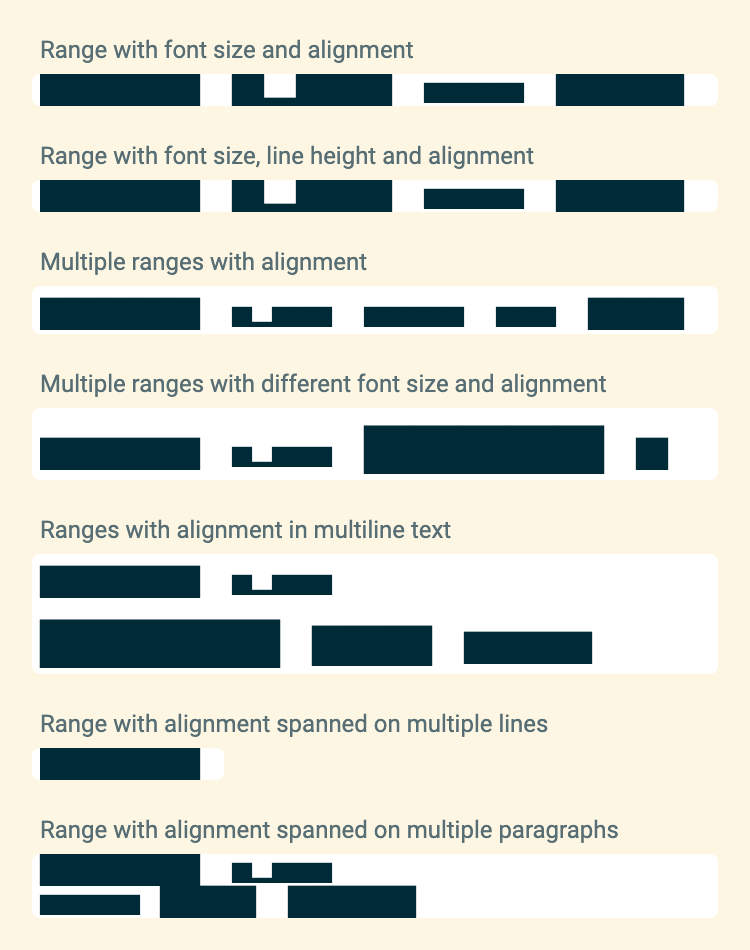 Range with font size and alignment
Range with font size, line height and alignment
Multiple ranges with alignment
Multiple ranges with different font size and alignment
Ranges with alignment in multiline text
Range with alignment spanned on multiple lines
Range with alignment spanned on multiple paragraphs